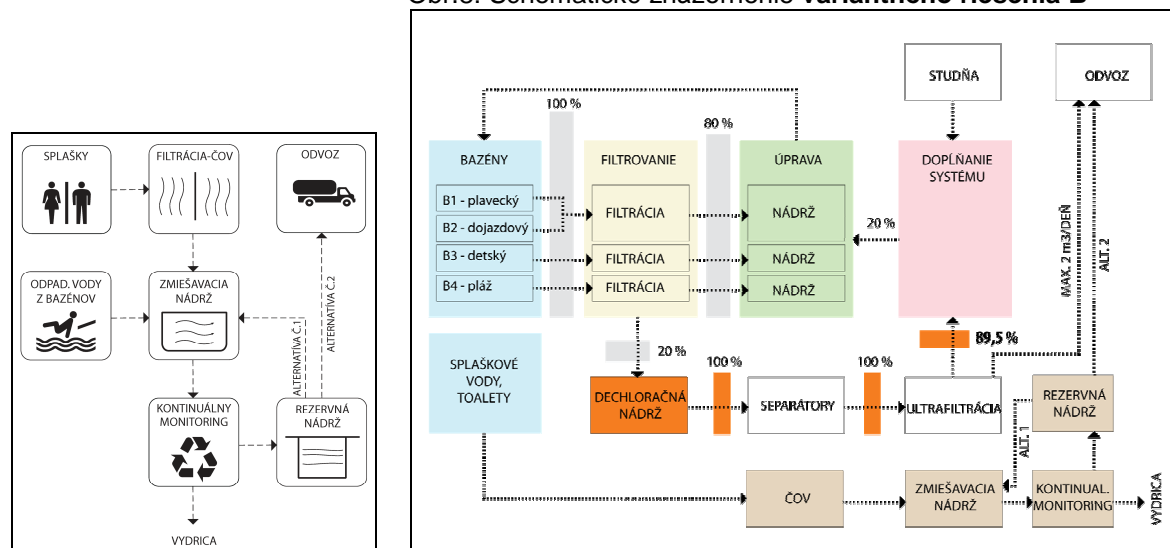 variantného riešenia B
SPLAŠKY
FILTRÁCIA-ČOV
ODVOZ
ODPAD. VODY
Z BAZÉNOV
ZMIEŠAVACIA
NÁDRŽ
ALTERNATÍVA Č.1
ALTERNATÍVA Č.2
KONTINUÁLNY
MONITORING
REZERVNÁ
NÁDRŽ
VYDRICA
STUDŇA
ODVOZ
100 %
80 %
BAZÉNY
FILTROVANIE
ÚPRAVA
DOPĹŇANIE
SYSTÉMU
B1 - plavecký
B2 - dojazdový
B3 - detský
B4 - pláž
FILTRÁCIA
FILTRÁCIA
FILTRÁCIA
NÁDRŽ
NÁDRŽ
NÁDRŽ
20 %
MAX. 2 m3/DEŇ
ALT. 2
SPLAŠKOVÉ
VODY,
TOALETY
20 %
100 %
100 %
89,5 %
DECHLORAČNÁ
NÁDRŽ
SEPARÁTORY
ULTRAFILTRÁCIA
REZERVNÁ
NÁDRŽ
ALT. 1
ČOV
ZMIEŠAVACIA
NÁDRŽ
KONTINUAL.
MONITORING
VYDRICA